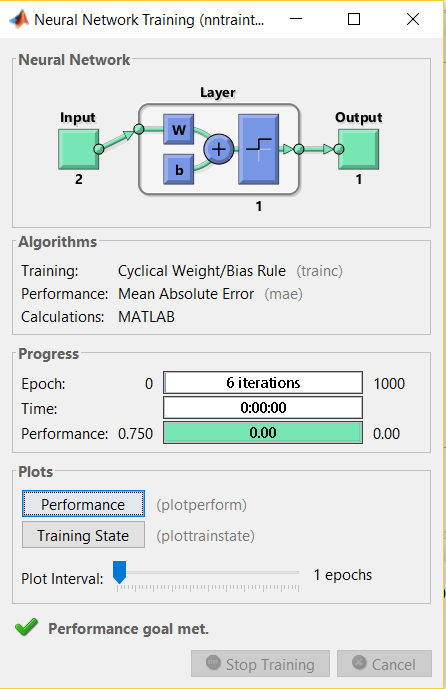 Neural Network Training (nntraint...
Neural Network
Layer
Input
Output
W
b
+
2
1
1
Algorithms
Training: Cyclical Weight/Bias Rule (trainc)
Performance: Mean Absolute Error (mae)
Calculations: MATLAB
Progress
Epoch: 0 6 iterations 1000
Time: 0:00:00
Performance: 0.750 0.00 0.00
Plots
Performance (plotperform)
Training State (plottrainstate)
Plot Interval: 1 epochs
Performance goal met.
Stop Training Cancel